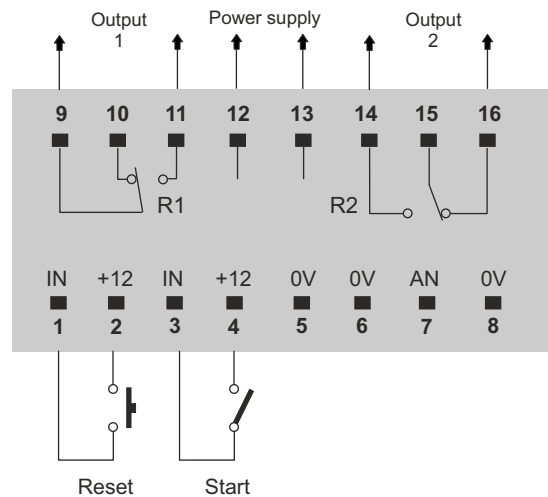 Output
1
Power supply
Output
2
9 10 11 12 13 14 15 16
R1 R2
IN +12 IN +12 0V 0V AN 0V
1 2 3 4 5 6 7 8
Reset Start